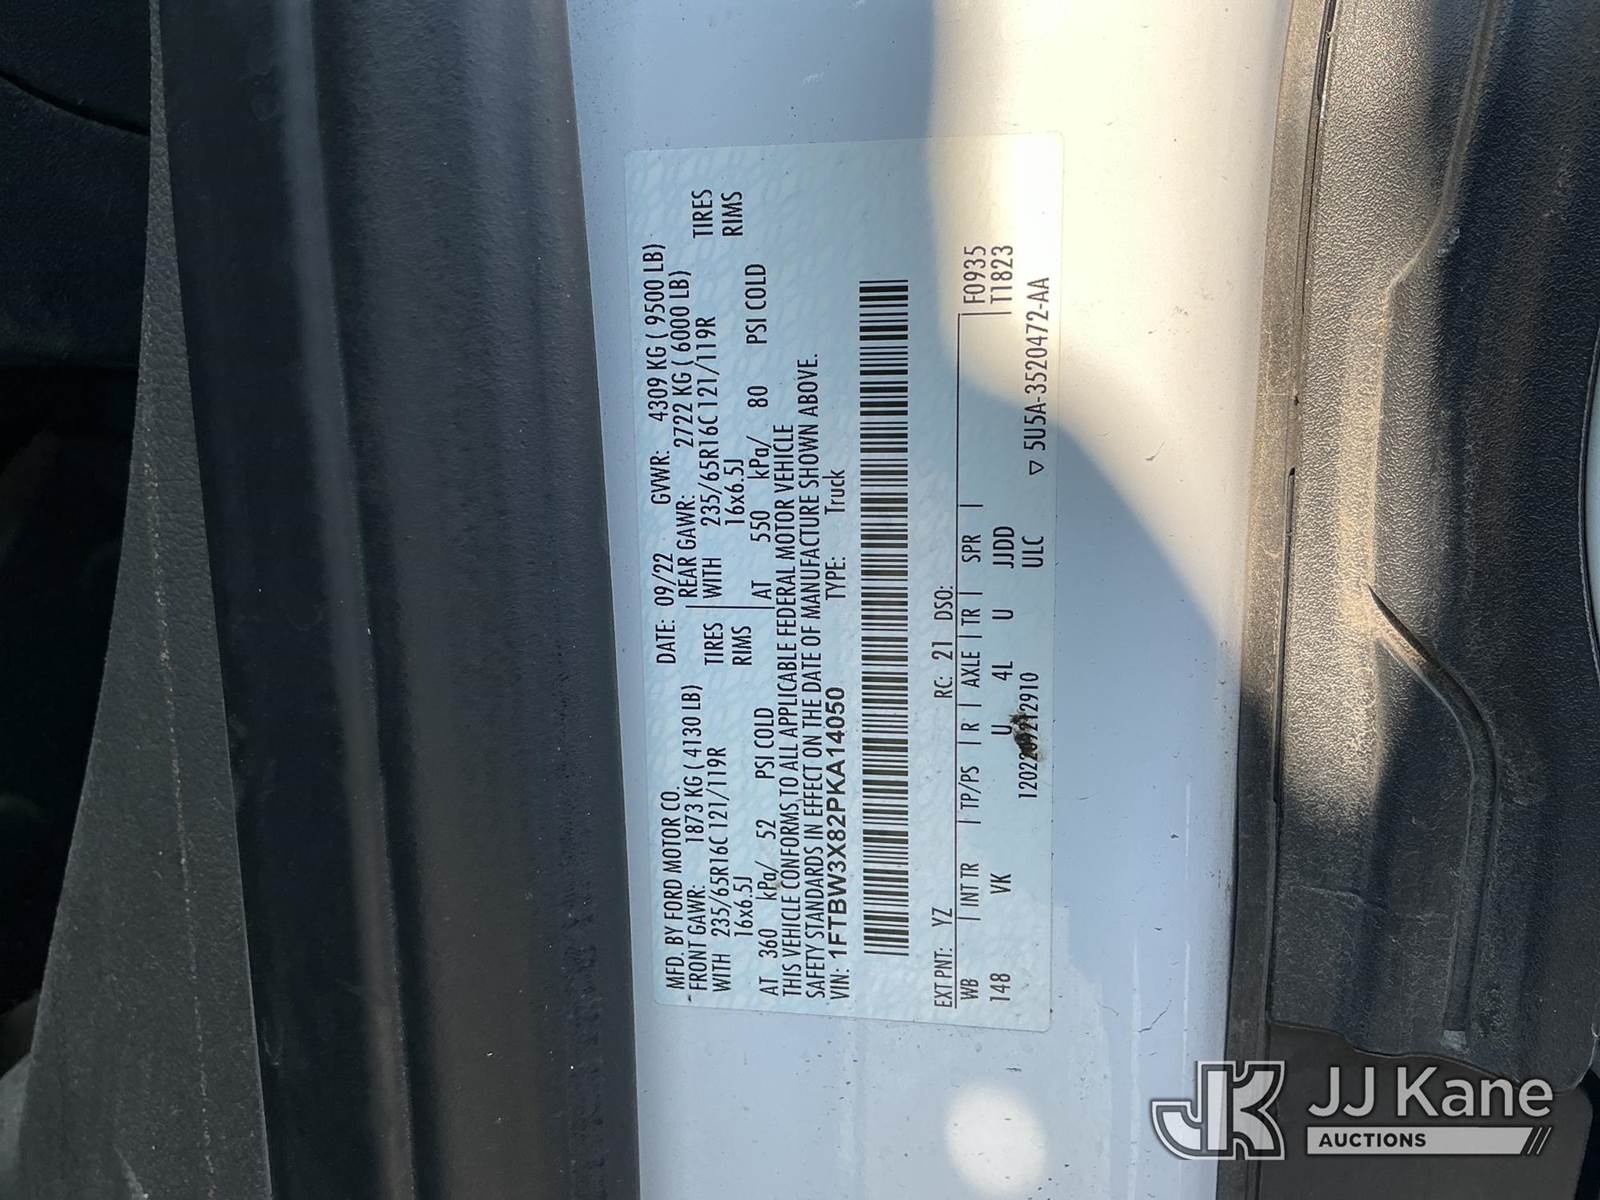 MFD. BY FORD MOTOR CO. DATE: 09/22 GVWR: 4309 KG ( 9500 LB)
FRONT GAWR: 1873 KG ( 4130 LB) REAR GAWR: 2722 KG ( 6000 LB)
WITH 235/65R16C 121/119R TIRES WITH 235/65R16C 121/119R TIRES
16x6.5J RIMS 16x6.5J RIMS
AT 360 kPa/ 52 PSI COLD AT 550 kPa/ 80 PSI COLD
THIS VEHICLE CONFORMS TO ALL APPLICABLE FEDERAL MOTOR VEHICLE
SAFETY STANDARDS IN EFFECT ON THE DATE OF MANUFACTURE SHOWN ABOVE.
VIN: 1FTBW3X82PKA14050 TYPE: Truck
EXT PNT: YZ RC: 21 DSO:
WB INT TR TP/PS R AXLE TR SPR F0935
148 VK U 4L U JJDD T1823
ULC
5U5A-3520472-AA
JK JJ Kane
AUCTIONS